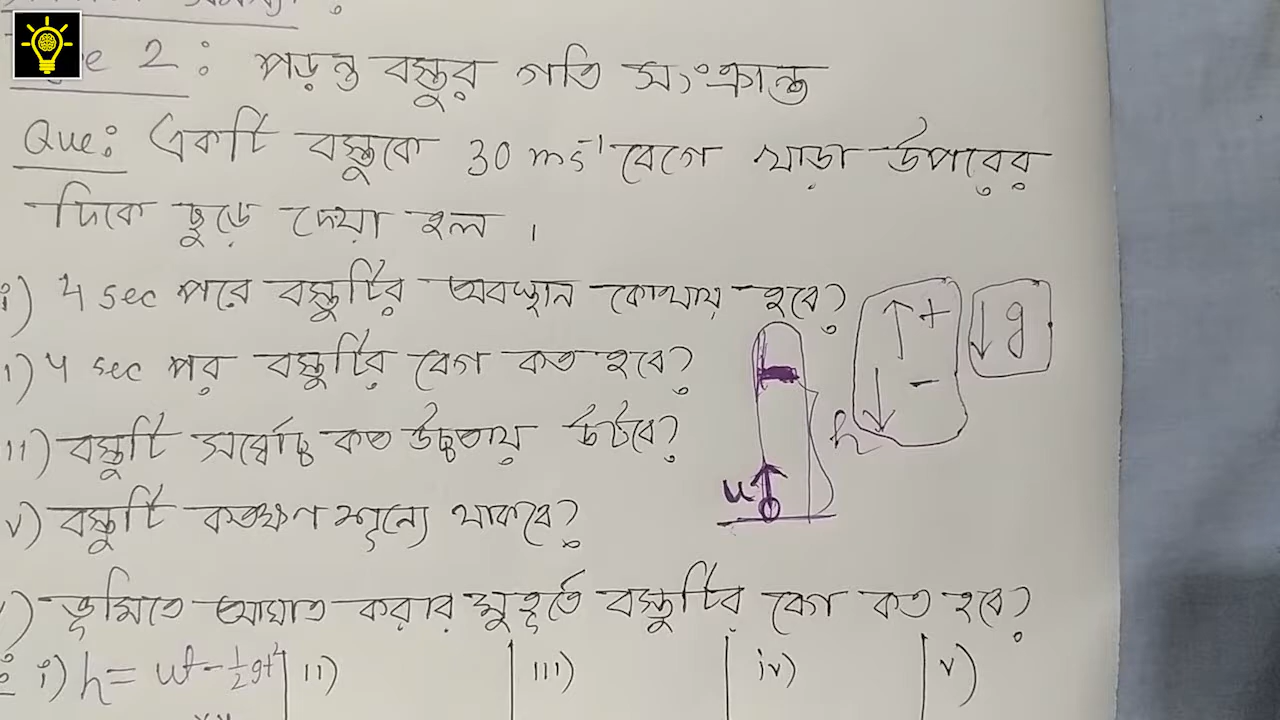 2: পড়ন্ত বস্তুর গতি সংক্রান্ত
Que: একটি বস্তুকে 30 ms⁻¹ বেগে খাড়া উপরের
দিকে ছুড়ে দেয়া হল ।
i) 4 sec পরে বস্তুটির অবস্থান কোথায় হবে?
i) 4 sec পর বস্তুটির বেগ কত হবে?
ii) বস্তুটি সর্বোচ্চ কত উচ্চতায় উঠবে?
v) বস্তুটি কতক্ষণ শূন্যে থাকবে?
) ভূমিতে আঘাত করার মুহূর্তে বস্তুটির বেগ কত হবে?
↑+ ↓g
↓-
h
u
i) h = ut - ½gt² ii) iii) iv) v)